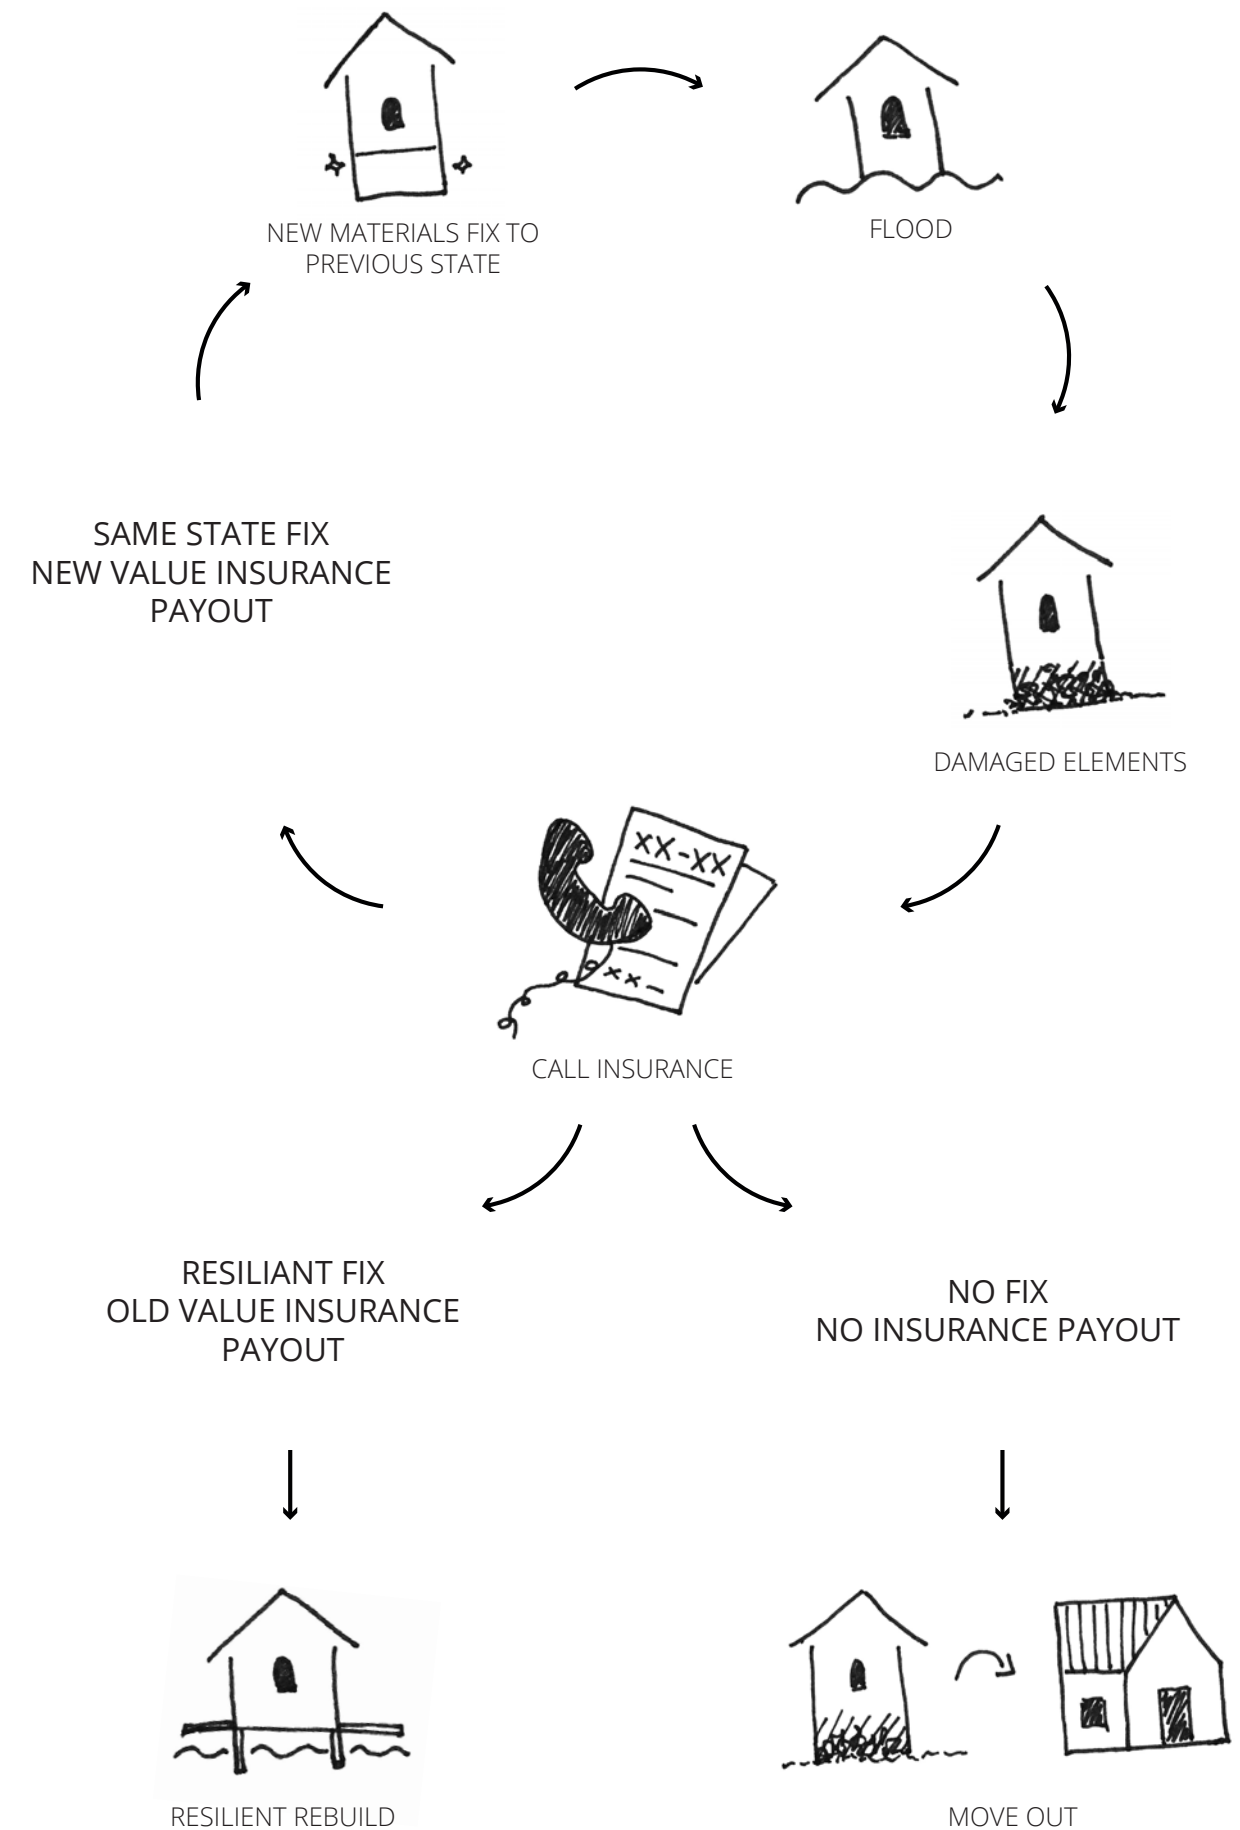 NEW MATERIALS FIX TO
PREVIOUS STATE
FLOOD
SAME STATE FIX
NEW VALUE INSURANCE
PAYOUT
DAMAGED ELEMENTS
XX-XX
xx-
CALL INSURANCE
RESILIANT FIX
OLD VALUE INSURANCE
PAYOUT
NO FIX
NO INSURANCE PAYOUT
RESILIENT REBUILD
MOVE OUT